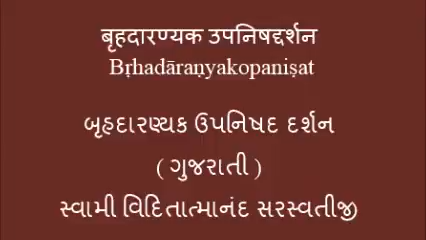 बृहदारण्यक उपनिषद्दर्शन
Bṛhadāraṇyakopaniṣat
બૃહદારણ્યક ઉપનિષદ દર્શન
( ગુજરાતી )
સ્વામી વિદિતાત્માનંદ સરસ્વતીજી